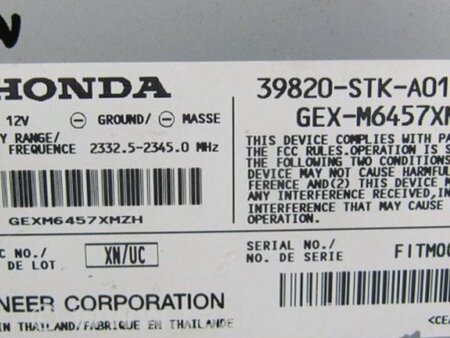 N
HONDA
39820-STK-A01
12V ⊖ GROUND/ ⊖ MASSE
GEX-M6457XM
Y RANGE/
FREQUENCE 2332.5-2345.0 MHz
THIS DEVICE COMPLIES WITH PA
THE FCC RULES.OPERATION IS S
THE FOLLOWING TWO CONDITIONS
DEVICE MAY NOT CAUSE HARMFUL
FERENCE AND(2) THIS DEVICE
ANY INTERFERENCE RECEIVED,IN
INTERFERENCE THAT MAY CAUSE
OPERATION.
GEXM6457XMZH
C NO./
DE LOT
XN/UC
SERIAL NO./
NO. DE SERIE
FITM00
NEER CORPORATION
IN THAILAND/FABRIQUE EN THAILANDE
<CEA